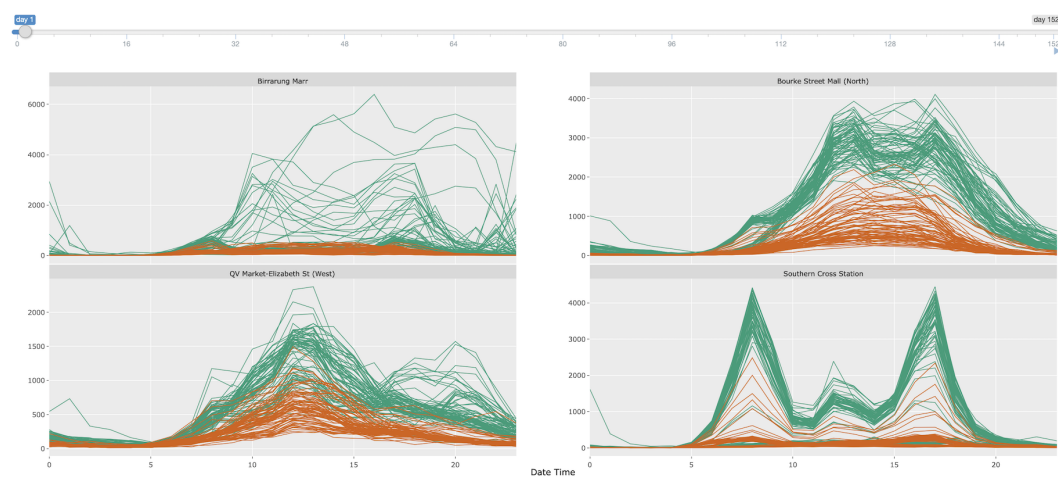 day 1
day 152
0 16 32 48 64 80 96 112 128 144 152
Birrarung Marr
6000
4000
2000
0
Bourke Street Mall (North)
4000
3000
2000
1000
0
QV Market-Elizabeth St (West)
2000
1500
1000
500
0
0 5 10 15 20
Southern Cross Station
4000
3000
2000
1000
0
0 5 10 15 20
Date Time